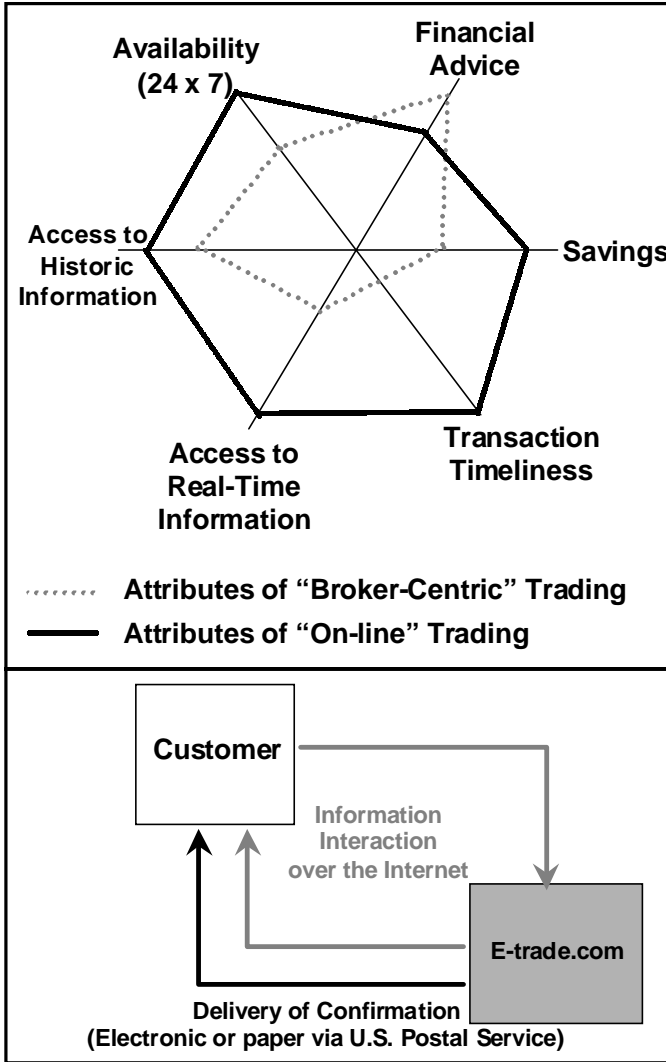 Availability
(24 x 7)
Financial
Advice
Access to
Historic
Information
Savings
Access to
Real-Time
Information
Transaction
Timeliness
Attributes of “Broker-Centric” Trading
Attributes of “On-line” Trading
Customer
Information
Interaction
over the Internet
E-trade.com
Delivery of Confirmation
(Electronic or paper via U.S. Postal Service)